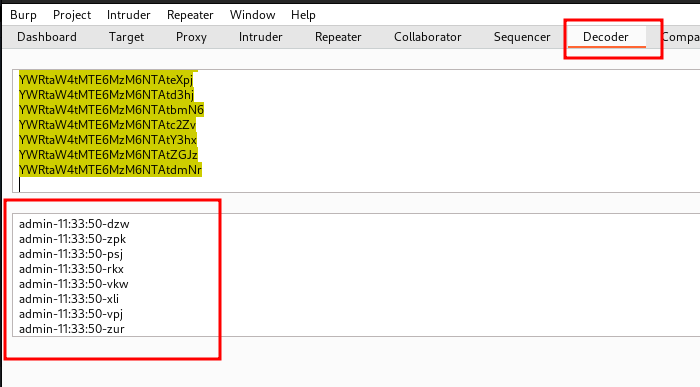 Burp Project Intruder Repeater Window Help
Dashboard Target Proxy Intruder Repeater Collaborator Sequencer Decoder Compa
YWRtaW4tMTE6MzM6NTAteXpj
YWRtaW4tMTE6MzM6NTAtd3hj
YWRtaW4tMTE6MzM6NTAtbmN6
YWRtaW4tMTE6MzM6NTAtc2Zv
YWRtaW4tMTE6MzM6NTAtY3hx
YWRtaW4tMTE6MzM6NTAtZGJz
YWRtaW4tMTE6MzM6NTAtdmNr
admin-11:33:50-dzw
admin-11:33:50-zpk
admin-11:33:50-psj
admin-11:33:50-rkx
admin-11:33:50-vkw
admin-11:33:50-xli
admin-11:33:50-vpj
admin-11:33:50-zur